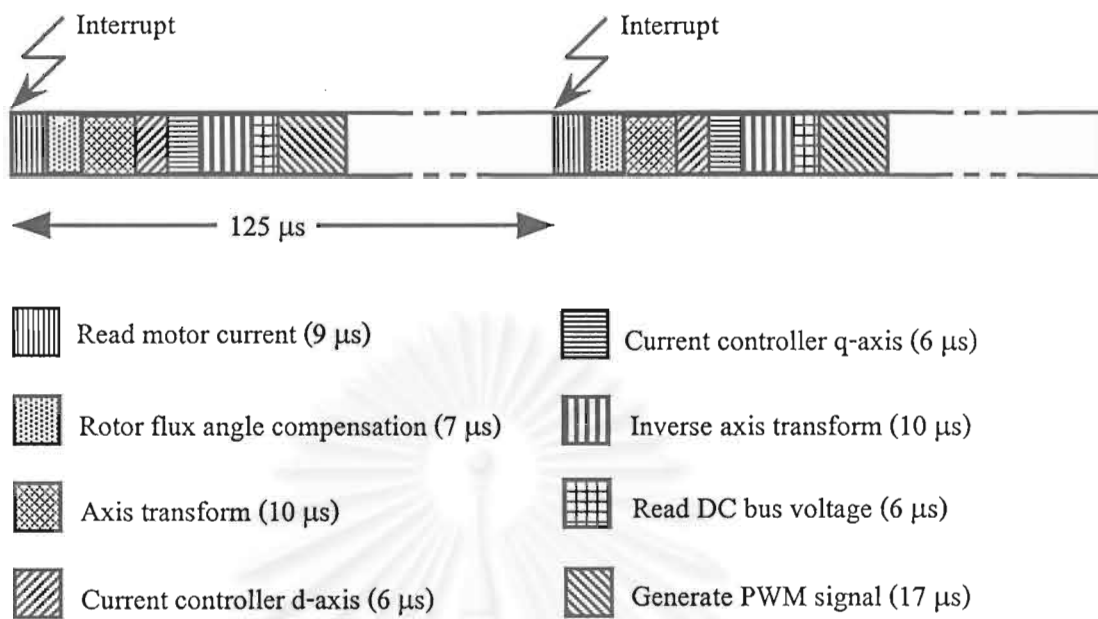 Interrupt
Interrupt
125 μs
Read motor current (9 μs)
Rotor flux angle compensation (7 μs)
Axis transform (10 μs)
Current controller d-axis (6 μs)
Current controller q-axis (6 μs)
Inverse axis transform (10 μs)
Read DC bus voltage (6 μs)
Generate PWM signal (17 μs)